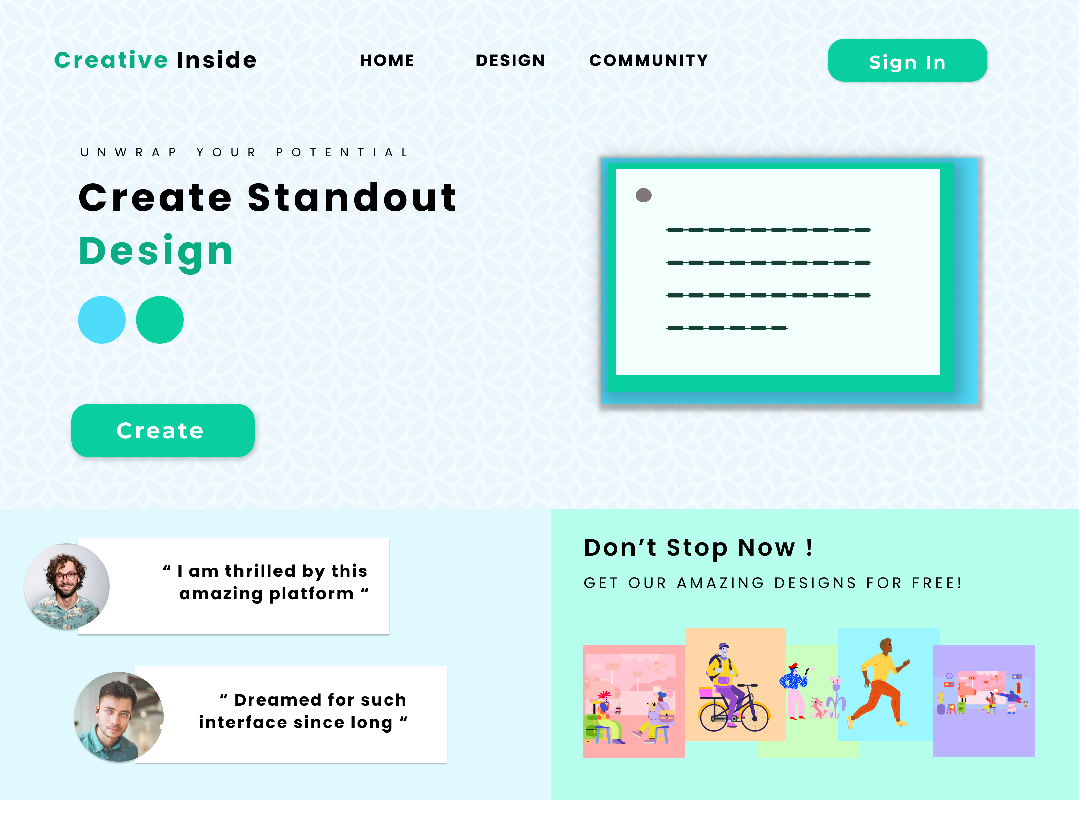 Creative Inside
HOME
DESIGN
COMMUNITY
Sign In
UNWRAP YOUR POTENTIAL
Create Standout
Design
Create
“ I am thrilled by this
amazing platform “
“ Dreamed for such
interface since long “
Don’t Stop Now !
GET OUR AMAZING DESIGNS FOR FREE!